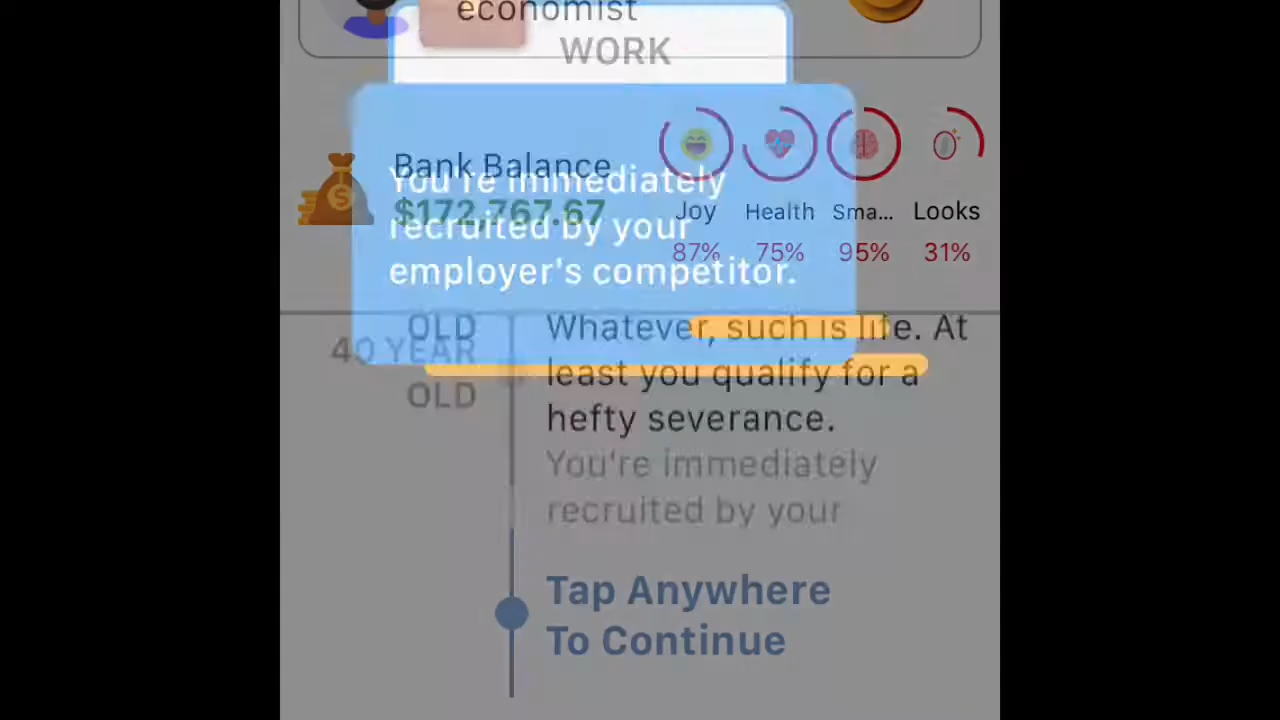 economist
WORK
Bank Balance
$172,767.67
You're immediately
recruited by your
employer's competitor.
Joy
Health
Sma...
Looks
87%
75%
95%
31%
OLD
40 YEAR
OLD
Whatever, such is life. At
least you qualify for a
hefty severance.
You're immediately
recruited by your
Tap Anywhere
To Continue